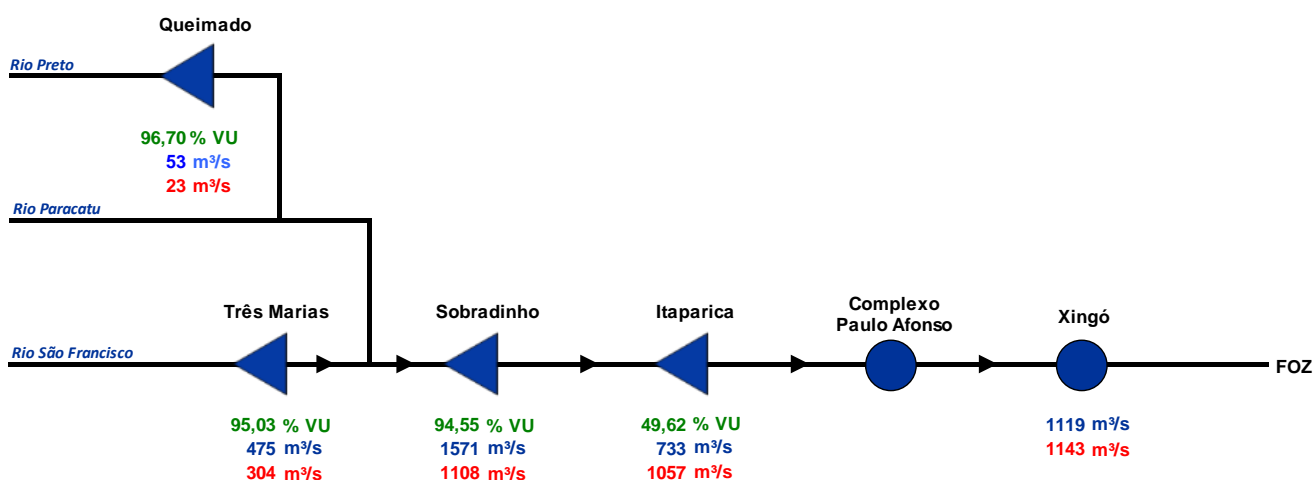 Queimado
Rio Preto
96,70 % VU
53 m³/s
23 m³/s
Rio Paracatu
Três Marias
Sobradinho
Itaparica
Complexo
Paulo Afonso
Xingó
Rio São Francisco
FOZ
95,03 % VU
475 m³/s
304 m³/s
94,55 % VU
1571 m³/s
1108 m³/s
49,62 % VU
733 m³/s
1057 m³/s
1119 m³/s
1143 m³/s